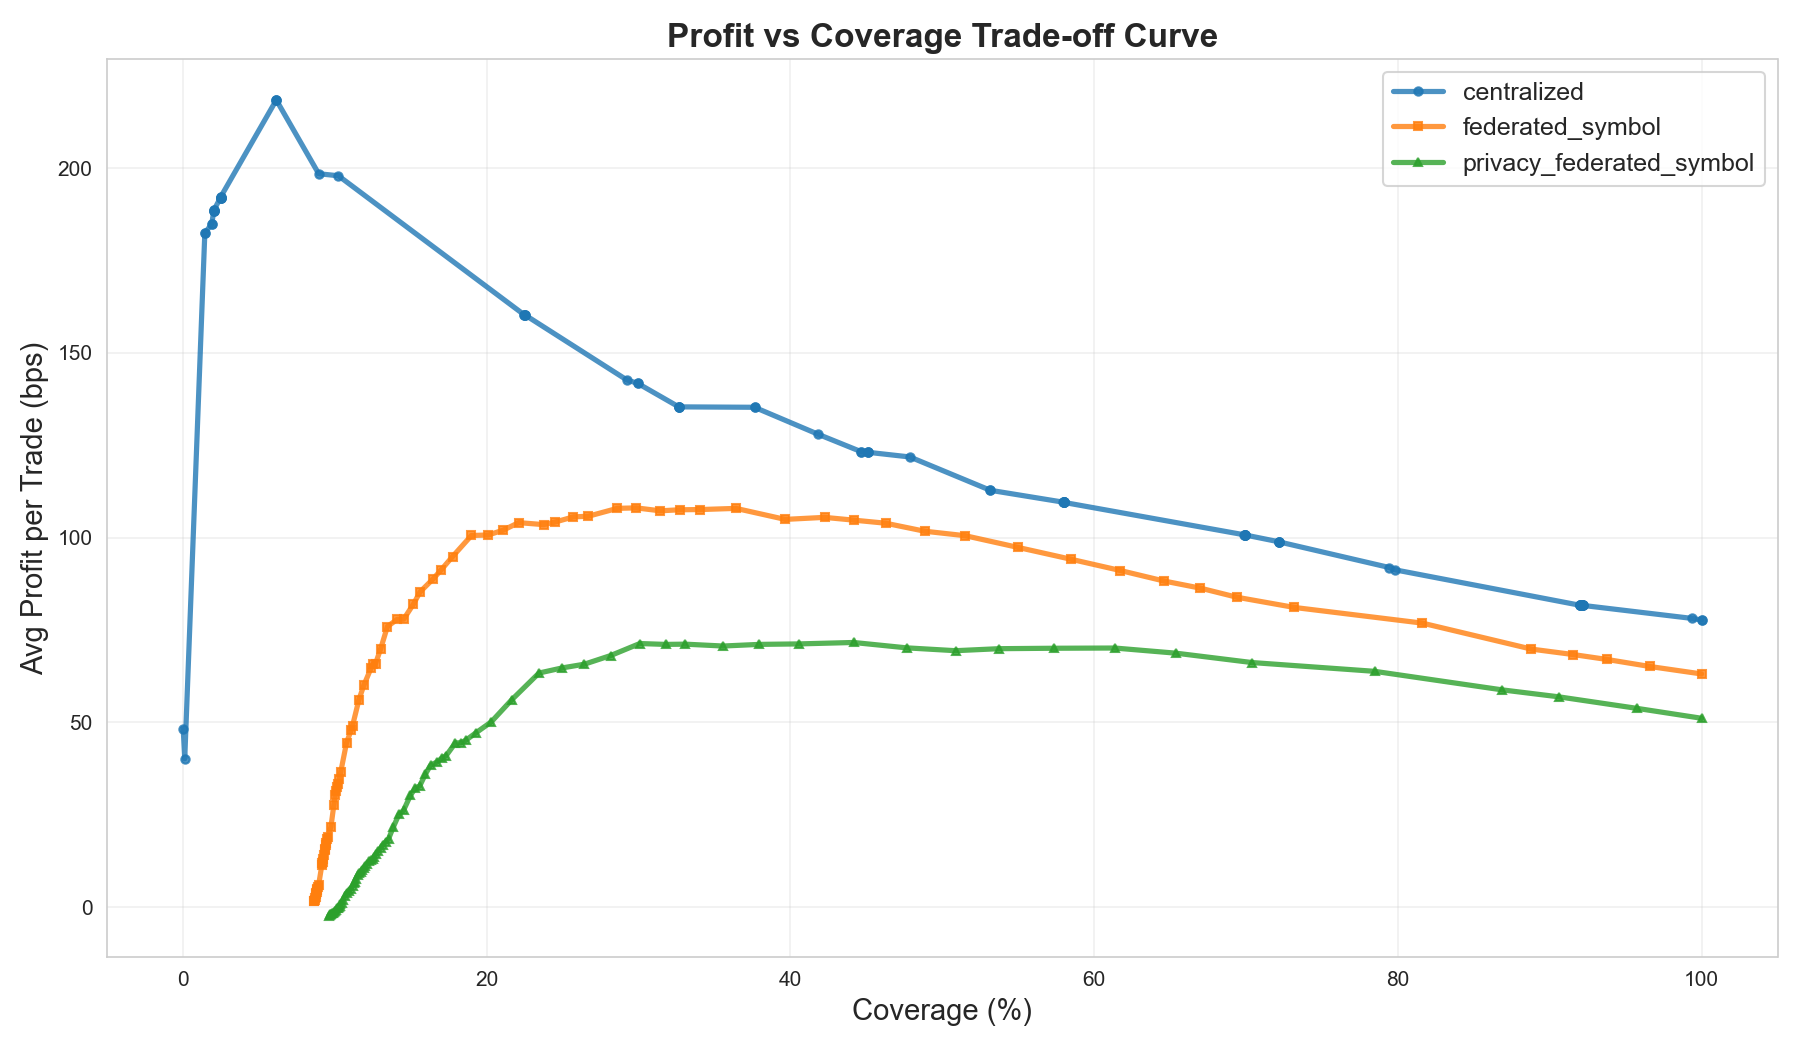 Profit vs Coverage Trade-off Curve
centralized
federated_symbol
privacy_federated_symbol
Avg Profit per Trade (bps)
200
150
100
50
0
0 20 40 60 80 100
Coverage (%)